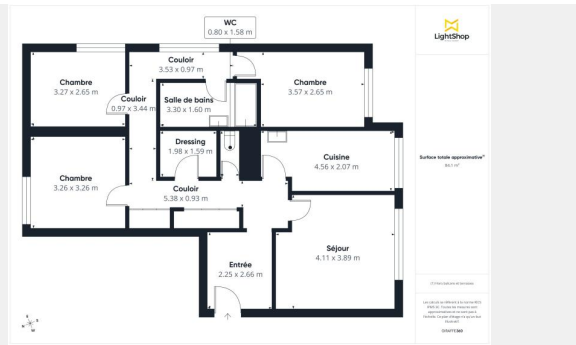 WC
0.80 x 1.58 m
LightShop
Couloir
3.53 x 0.97 m
Chambre
3.27 x 2.65 m
Chambre
3.57 x 2.65 m
Couloir
0.97 x 3.44 m
Salle de bains
3.30 x 1.60 m
Dressing
1.98 x 1.59 m
Cuisine
4.56 x 2.07 m
Surface totale approximative
Chambre
3.26 x 3.26 m
Couloir
5.38 x 0.93 m
Séjour
4.11 x 3.89 m
Entrée
2.25 x 2.66 m
GIRAFFE360